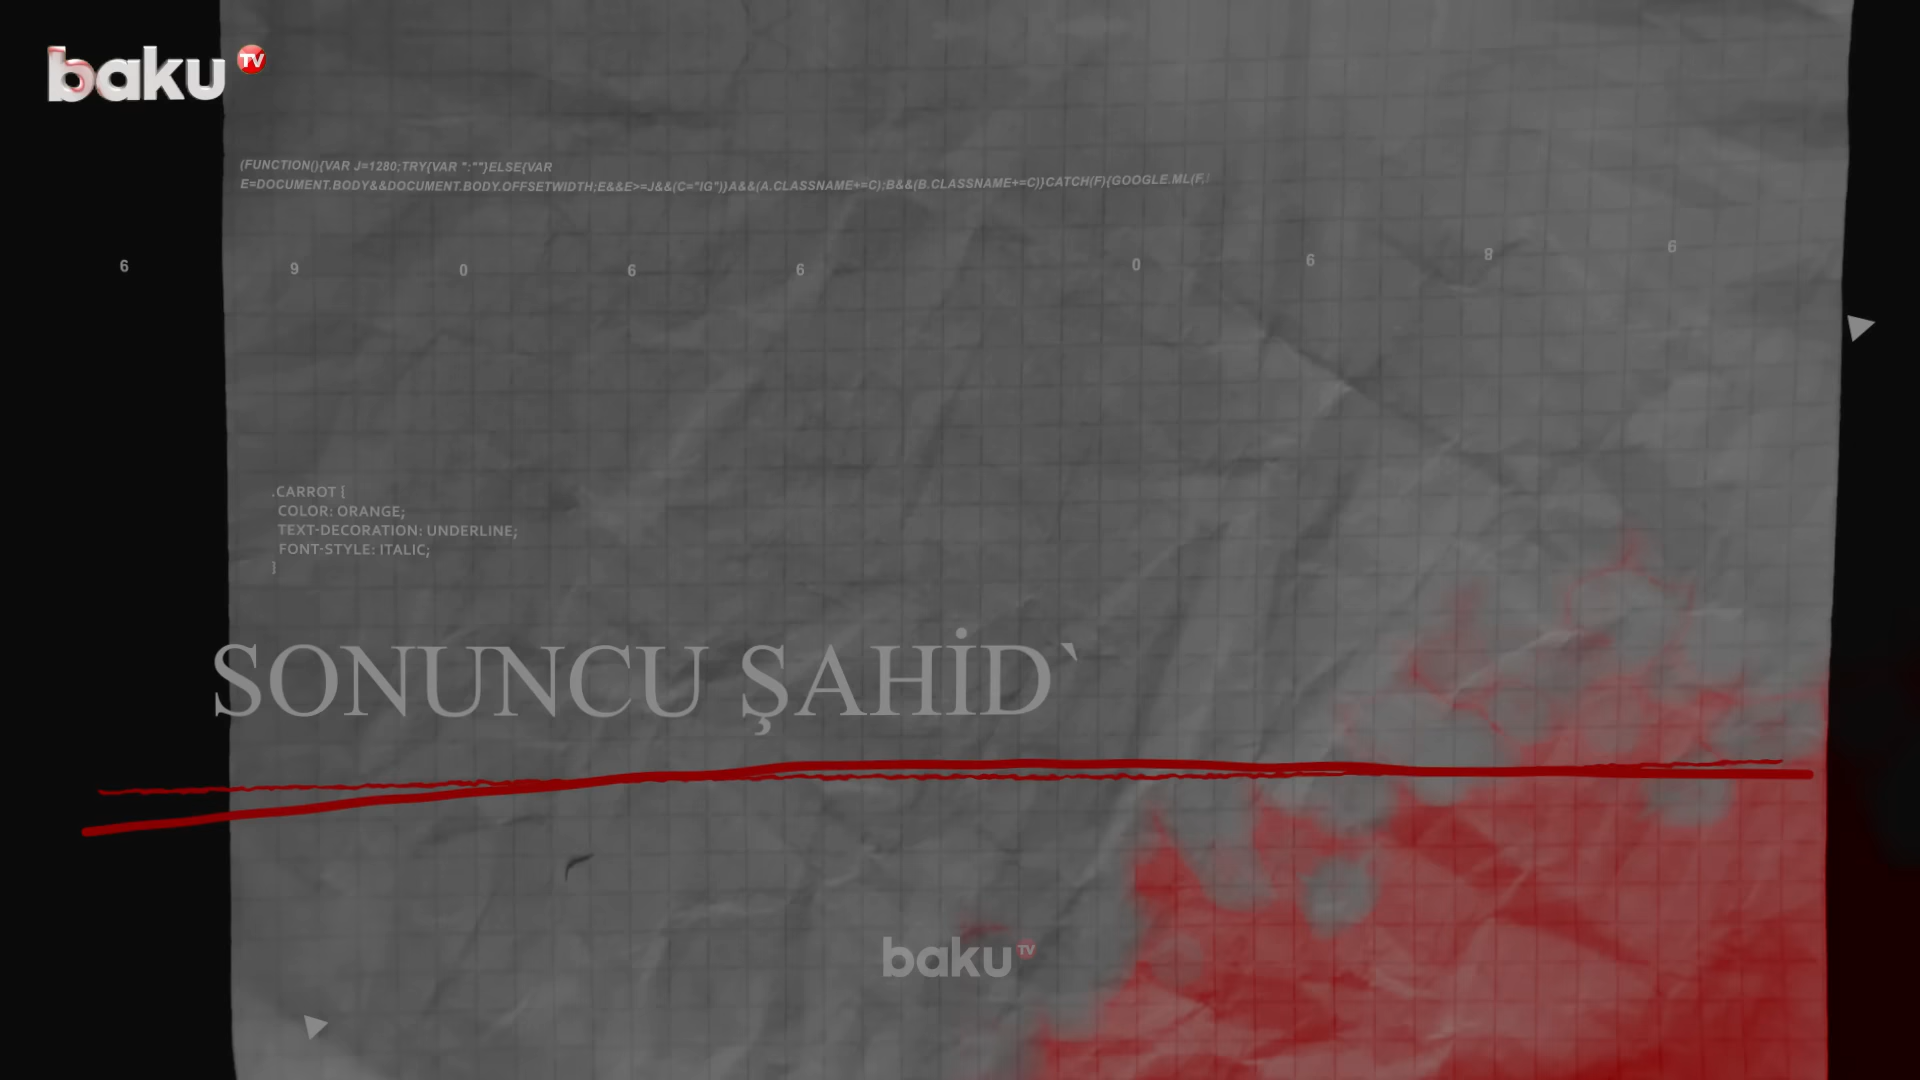 baku TV
(FUNCTION(){VAR J=1280;TRY{VAR ":""}ELSE{VAR
E=DOCUMENT.BODY&&DOCUMENT.BODY.OFFSETWIDTH;E&&E>=J&&(C="IG")}A&&(A.CLASSNAME+=C);B&&(B.CLASSNAME+=C)}CATCH(F){GOOGLE.ML(F,
6 9 0 6 6 0 6 8 6
.CARROT {
COLOR: ORANGE;
TEXT-DECORATION: UNDERLINE;
FONT-STYLE: ITALIC;
}
SONUNCU ŞAHİD`
baku TV